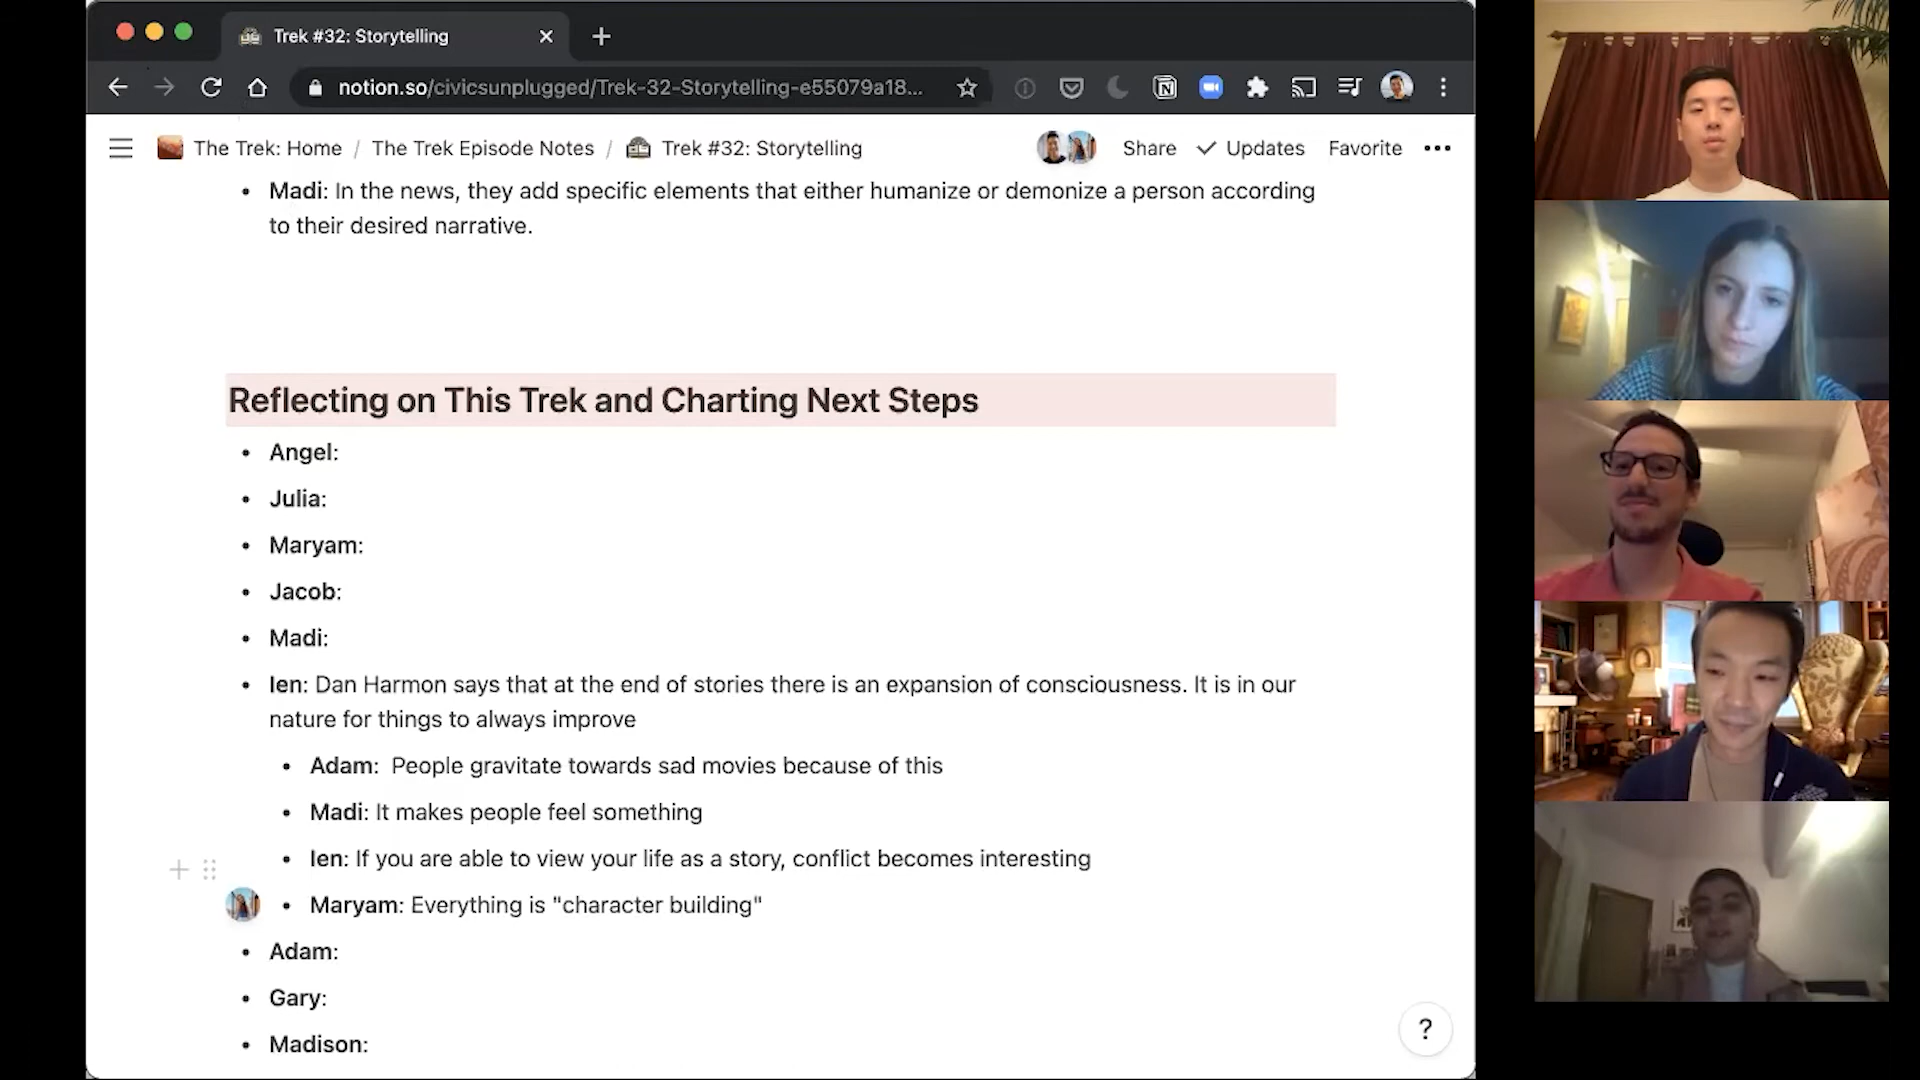 Trek #32: Storytelling
notion.so/civicsunplugged/Trek-32-Storytelling-e55079a18...
The Trek: Home / The Trek Episode Notes / Trek #32: Storytelling
Share Updates Favorite
• Madi: In the news, they add specific elements that either humanize or demonize a person according
to their desired narrative.
Reflecting on This Trek and Charting Next Steps
• Angel:
• Julia:
• Maryam:
• Jacob:
• Madi:
• Ien: Dan Harmon says that at the end of stories there is an expansion of consciousness. It is in our
nature for things to always improve
• Adam: People gravitate towards sad movies because of this
• Madi: It makes people feel something
• Ien: If you are able to view your life as a story, conflict becomes interesting
• Maryam: Everything is "character building"
• Adam:
• Gary:
• Madison:
?